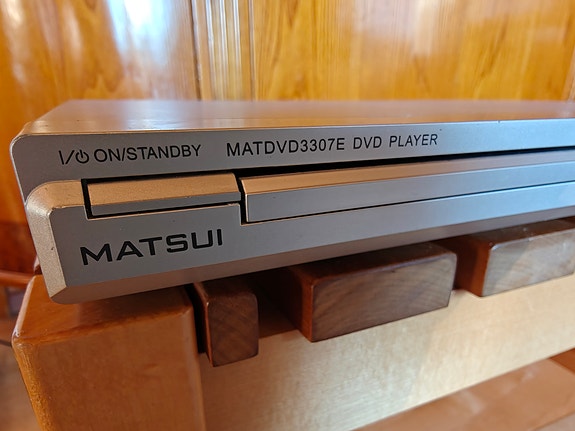 I/⏻ ON/STANDBY MATDVD3307E DVD PLAYER
MATSUI